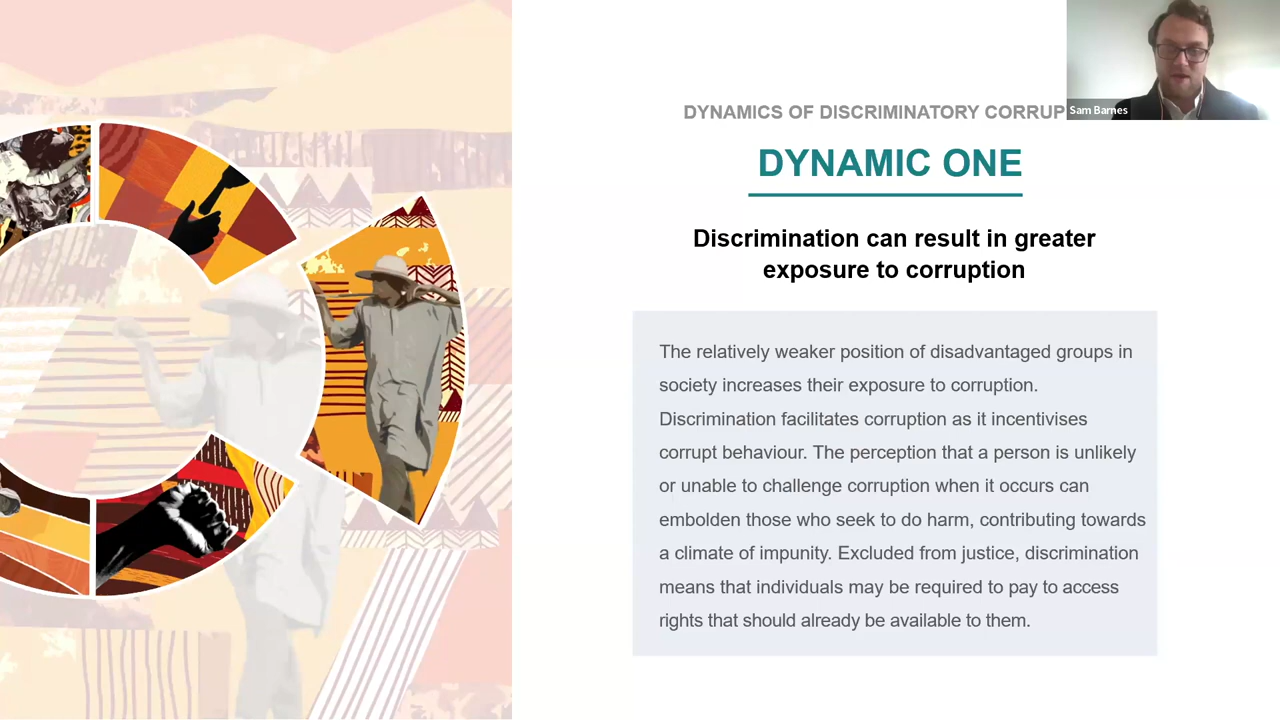 DYNAMICS OF DISCRIMINATORY CORRUP
Sam Barnes
DYNAMIC ONE
Discrimination can result in greater
exposure to corruption
The relatively weaker position of disadvantaged groups in
society increases their exposure to corruption.
Discrimination facilitates corruption as it incentivises
corrupt behaviour. The perception that a person is unlikely
or unable to challenge corruption when it occurs can
embolden those who seek to do harm, contributing towards
a climate of impunity. Excluded from justice, discrimination
means that individuals may be required to pay to access
rights that should already be available to them.